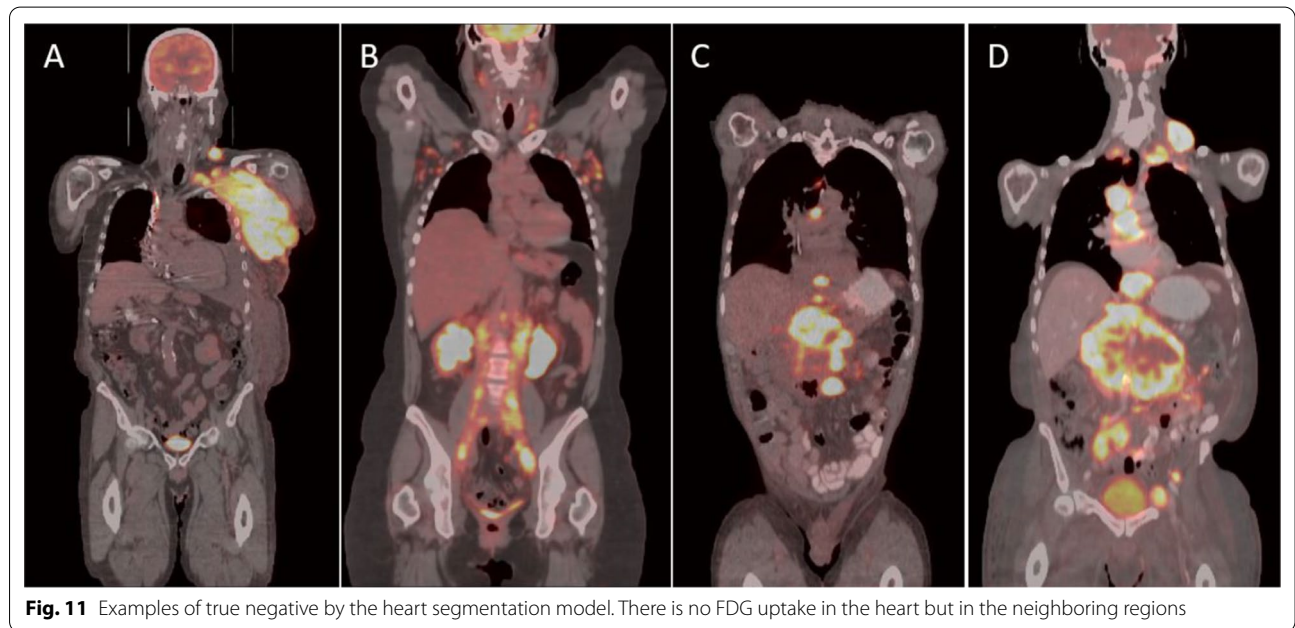 A B C D
Fig. 11 Examples of true negative by the heart segmentation model. There is no FDG uptake in the heart but in the neighboring regions